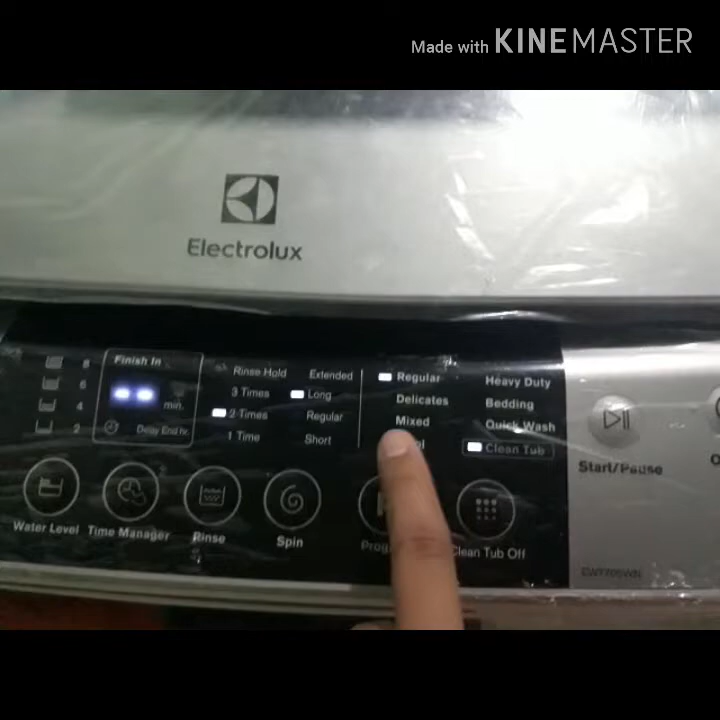 Made with KINEMASTER
Electrolux
Finish In
min.
Delay End hr.
8
6
4
2
Rinse Hold
3 Times
2 Times
1 Time
Extended
Long
Regular
Short
Regular
Delicates
Mixed
Heavy Duty
Bedding
Quick Wash
Clean Tub
Water Level
Time Manager
Rinse
Spin
Clean Tub Off
Start/Pause